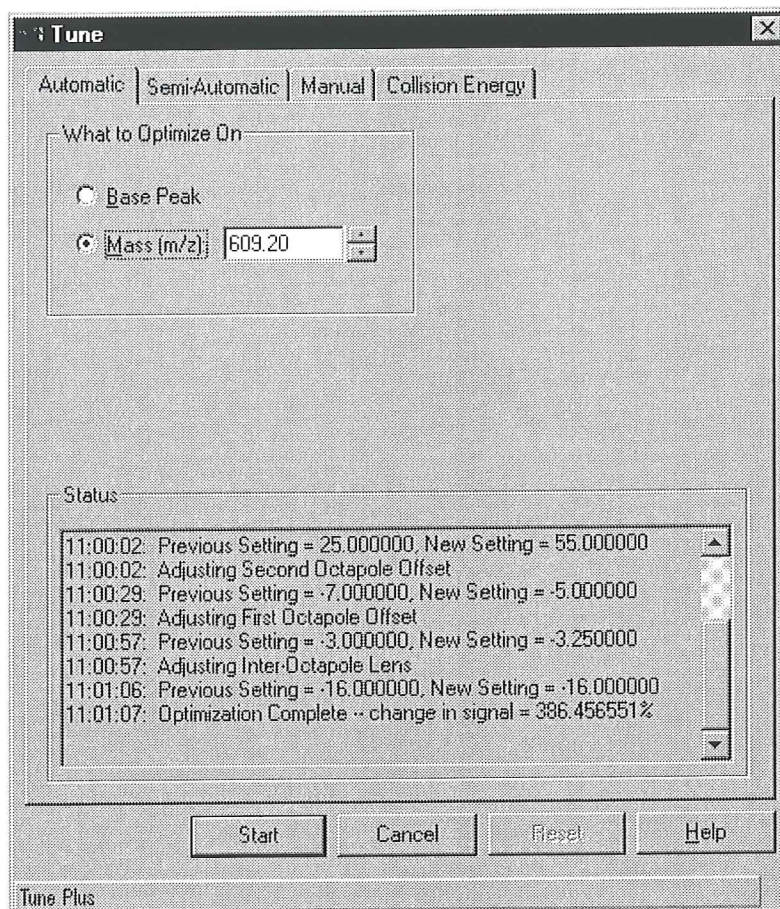 Tune
Automatic Semi-Automatic Manual Collision Energy
What to Optimize On
Base Peak
Mass (m/z): 609.20
Status
11:00:02: Previous Setting = 25.000000, New Setting = 55.000000
11:00:02: Adjusting Second Octapole Offset
11:00:29: Previous Setting = -7.000000, New Setting = -5.000000
11:00:29: Adjusting First Octapole Offset
11:00:57: Previous Setting = -3.000000, New Setting = -3.250000
11:00:57: Adjusting Inter-Octapole Lens
11:01:06: Previous Setting = -16.000000, New Setting = -16.000000
11:01:07: Optimization Complete -- change in signal = 386.456551%
Start Cancel Reset Help
Tune Plus